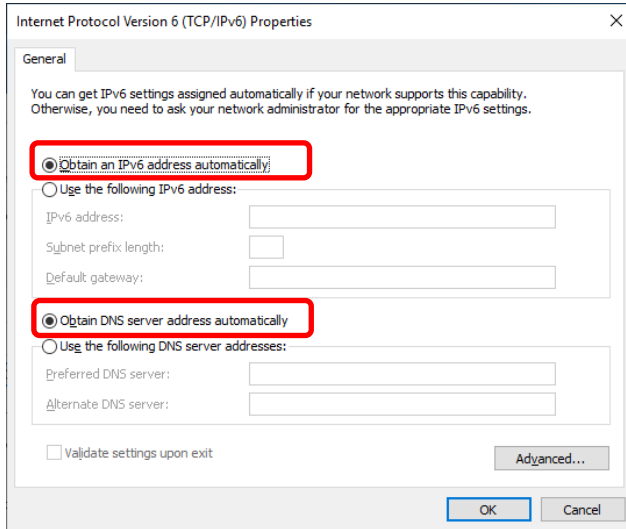 Internet Protocol Version 6 (TCP/IPv6) Properties
General
You can get IPv6 settings assigned automatically if your network supports this capability.
Otherwise, you need to ask your network administrator for the appropriate IPv6 settings.
Obtain an IPv6 address automatically
Use the following IPv6 address:
IPv6 address:
Subnet prefix length:
Default gateway:
Obtain DNS server address automatically
Use the following DNS server addresses:
Preferred DNS server:
Alternate DNS server:
Validate settings upon exit
Advanced...
OK Cancel